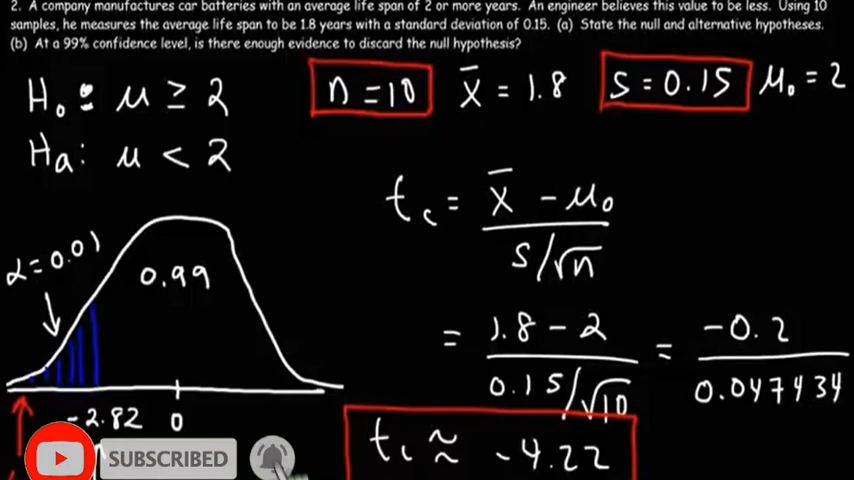 2. A company manufactures car batteries with an average life span of 2 or more years. An engineer believes this value to be less. Using 10
samples, he measures the average life span to be 1.8 years with a standard deviation of 0.15. (a) State the null and alternative hypotheses.
(b) At a 99% confidence level, is there enough evidence to discard the null hypothesis?
H₀: μ ≥ 2
n = 10
x̄ = 1.8
s = 0.15
μ₀ = 2
Hₐ: μ < 2
t_c = (x̄ - μ₀) / (s/√n)
α = 0.01
0.99
= (1.8 - 2) / (0.15/√10) = -0.2 / 0.047434
-2.82
0
t_c ≈ -4.22
SUBSCRIBED